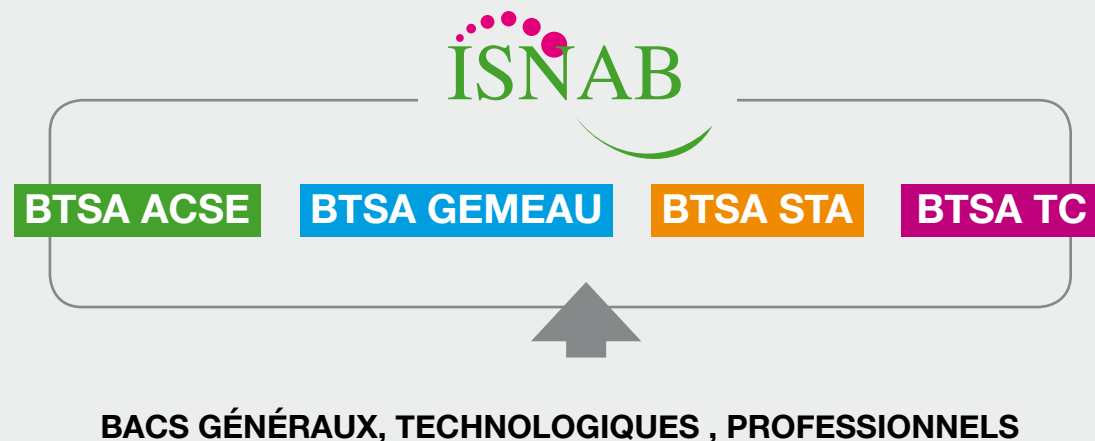 ISNAB
BTSA ACSE BTSA GEMEAU BTSA STA BTSA TC
BACS GÉNÉRAUX, TECHNOLOGIQUES , PROFESSIONNELS